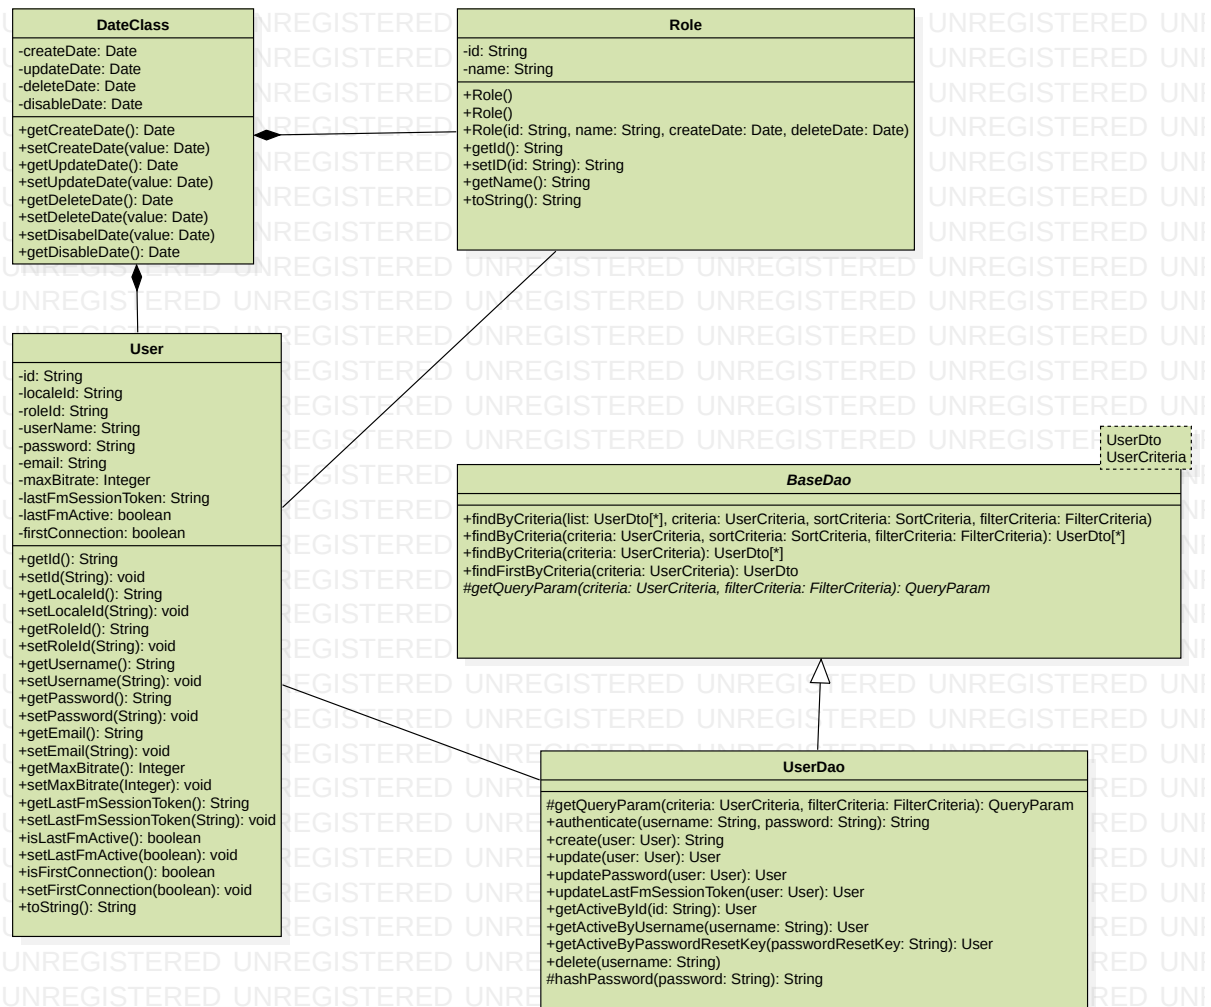 DateClass
-createDate: Date
-updateDate: Date
-deleteDate: Date
-disableDate: Date
+getCreateDate(): Date
+setCreateDate(value: Date)
+getUpdateDate(): Date
+setUpdateDate(value: Date)
+getDeleteDate(): Date
+setDeleteDate(value: Date)
+setDisabelDate(value: Date)
+getDisableDate(): Date
Role
-id: String
-name: String
+Role()
+Role()
+Role(id: String, name: String, createDate: Date, deleteDate: Date)
+getId(): String
+setID(id: String): String
+getName(): String
+toString(): String
User
-id: String
-localeId: String
-roleId: String
-userName: String
-password: String
-email: String
-maxBitrate: Integer
-lastFmSessionToken: String
-lastFmActive: boolean
-firstConnection: boolean
+getId(): String
+setId(String): void
+getLocaleId(): String
+setLocaleId(String): void
+getRoleId(): String
+setRoleId(String): void
+getUsername(): String
+setUsername(String): void
+getPassword(): String
+setPassword(String): void
+getEmail(): String
+setEmail(String): void
+getMaxBitrate(): Integer
+setMaxBitrate(Integer): void
+getLastFmSessionToken(): String
+setLastFmSessionToken(String): void
+isLastFmActive(): boolean
+setLastFmActive(boolean): void
+isFirstConnection(): boolean
+setFirstConnection(boolean): void
+toString(): String
UserDto
UserCriteria
BaseDao
+findByCriteria(list: UserDto[*], criteria: UserCriteria, sortCriteria: SortCriteria, filterCriteria: FilterCriteria)
+findByCriteria(criteria: UserCriteria, sortCriteria: SortCriteria, filterCriteria: FilterCriteria): UserDto[*]
+findByCriteria(criteria: UserCriteria): UserDto[*]
+findFirstByCriteria(criteria: UserCriteria): UserDto
#getQueryParam(criteria: UserCriteria, filterCriteria: FilterCriteria): QueryParam
UserDao
#getQueryParam(criteria: UserCriteria, filterCriteria: FilterCriteria): QueryParam
+authenticate(username: String, password: String): String
+create(user: User): String
+update(user: User): User
+updatePassword(user: User): User
+updateLastFmSessionToken(user: User): User
+getActiveById(id: String): User
+getActiveByUsername(username: String): User
+getActiveByPasswordResetKey(passwordResetKey: String): User
+delete(username: String)
#hashPassword(password: String): String
UNREGISTERED